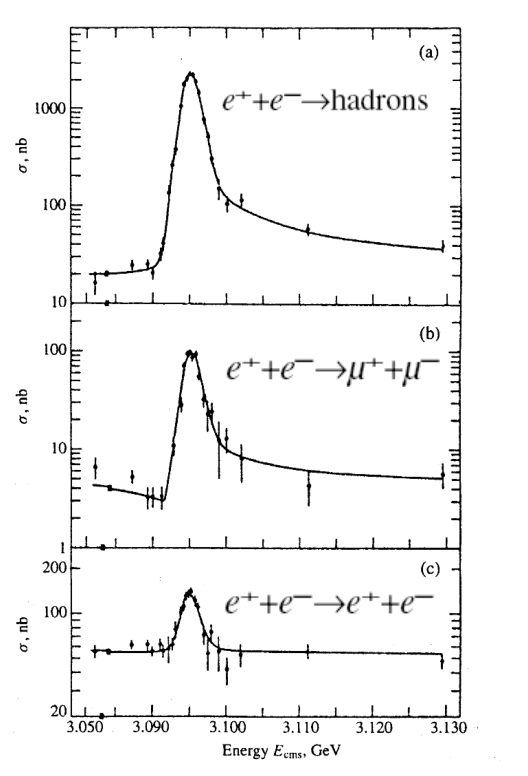 (a)
1000
e⁺+e⁻→hadrons
σ, nb
100
10
(b)
100
e⁺+e⁻→μ⁺+μ⁻
σ, nb
10
1
(c)
200
e⁺+e⁻→e⁺+e⁻
100
σ, nb
20
3.050 3.090 3.100 3.110 3.120 3.130
Energy E_cms, GeV